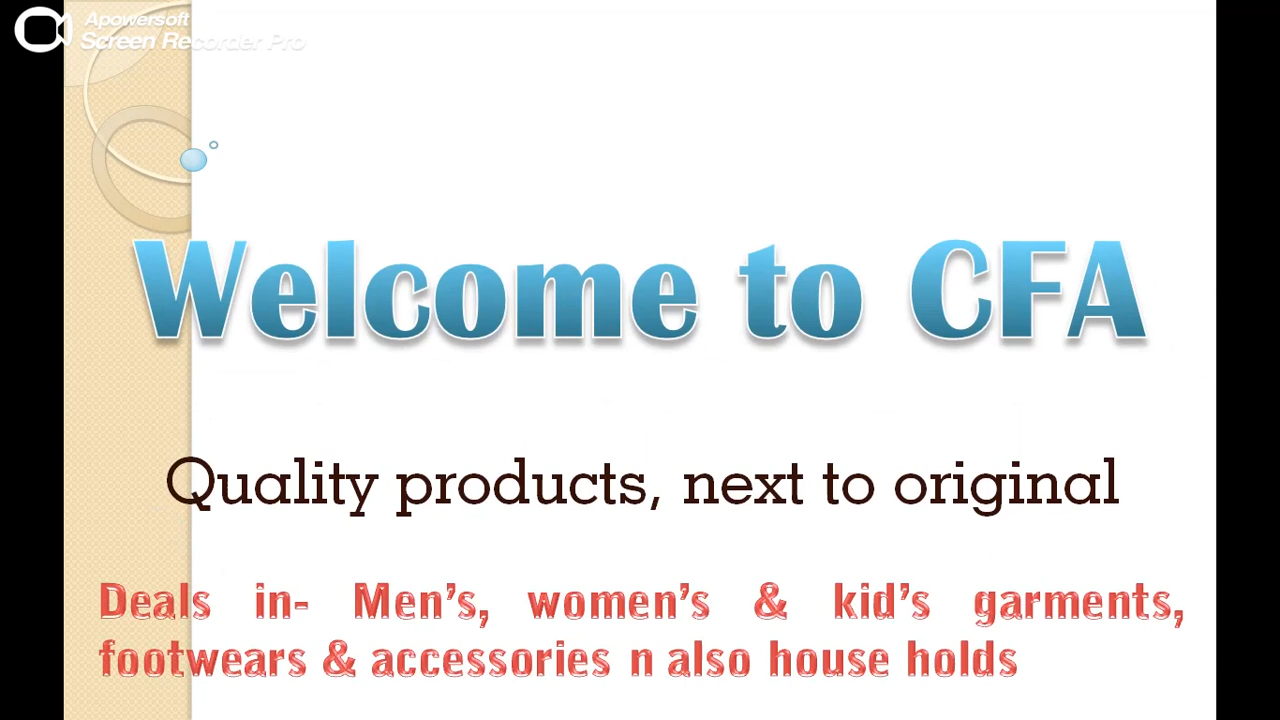 Apowersoft
Screen Recorder Pro
Welcome to CFA
Quality products, next to original
Deals in- Men's, women's & kid's garments,
footwears & accessories n also house holds